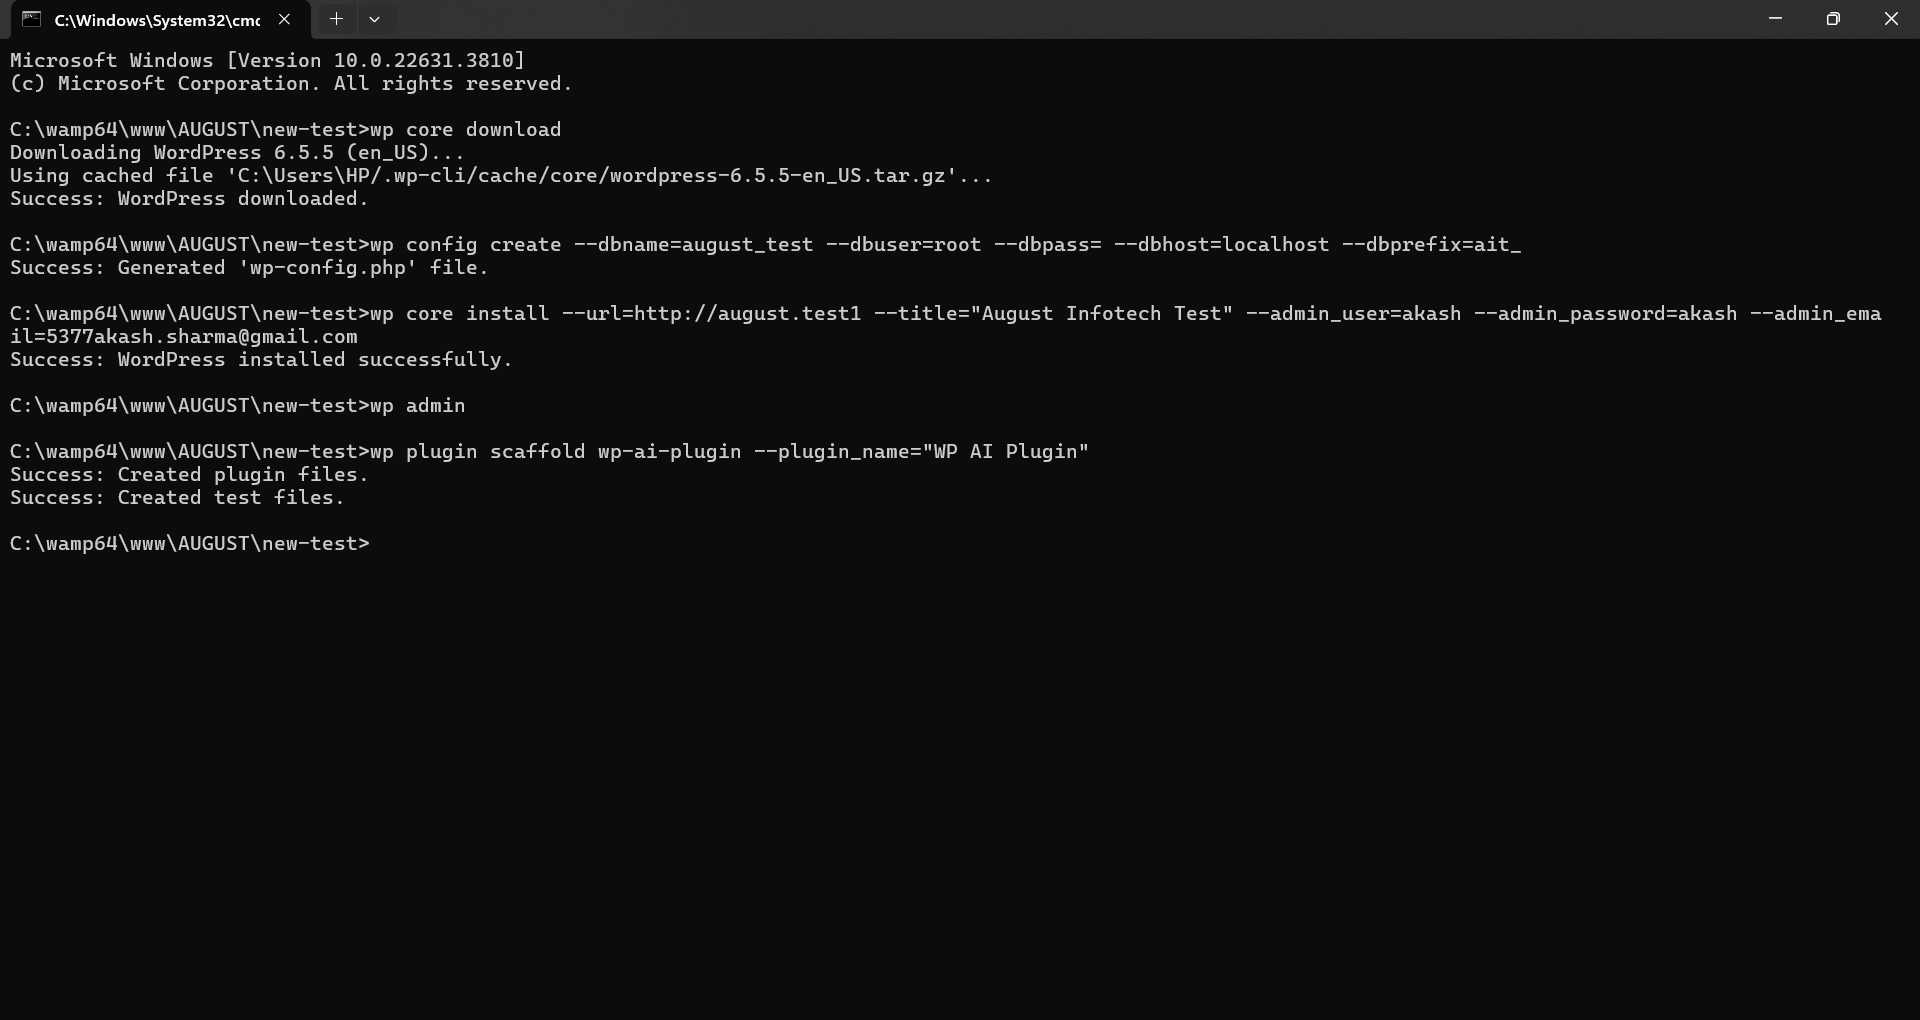 C:\Windows\System32\cmd
Microsoft Windows [Version 10.0.22631.3810]
(c) Microsoft Corporation. All rights reserved.
C:\wamp64\www\AUGUST\new-test>wp core download
Downloading WordPress 6.5.5 (en_US)...
Using cached file 'C:\Users\HP/.wp-cli/cache/core/wordpress-6.5.5-en_US.tar.gz'...
Success: WordPress downloaded.
C:\wamp64\www\AUGUST\new-test>wp config create --dbname=august_test --dbuser=root --dbpass= --dbhost=localhost --dbprefix=ait_
Success: Generated 'wp-config.php' file.
C:\wamp64\www\AUGUST\new-test>wp core install --url=http://august.test1 --title="August Infotech Test" --admin_user=akash --admin_password=akash --admin_ema
il=5377akash.sharma@gmail.com
Success: WordPress installed successfully.
C:\wamp64\www\AUGUST\new-test>wp admin
C:\wamp64\www\AUGUST\new-test>wp plugin scaffold wp-ai-plugin --plugin_name="WP AI Plugin"
Success: Created plugin files.
Success: Created test files.
C:\wamp64\www\AUGUST\new-test>